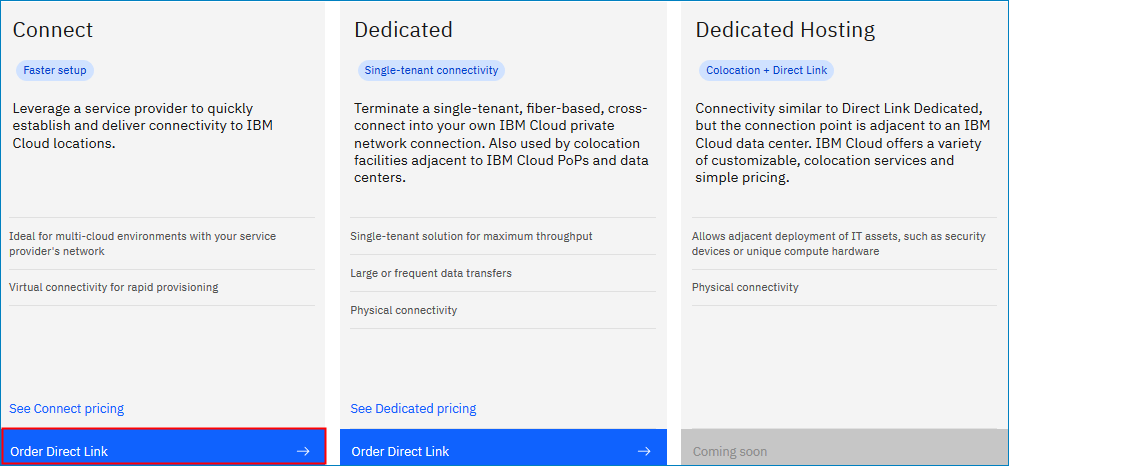 Connect
Faster setup
Leverage a service provider to quickly
establish and deliver connectivity to IBM
Cloud locations.
Ideal for multi-cloud environments with your service
provider's network
Virtual connectivity for rapid provisioning
See Connect pricing
Order Direct Link
Dedicated
Single-tenant connectivity
Terminate a single-tenant, fiber-based, cross-
connect into your own IBM Cloud private
network connection. Also used by colocation
facilities adjacent to IBM Cloud PoPs and data
centers.
Single-tenant solution for maximum throughput
Large or frequent data transfers
Physical connectivity
See Dedicated pricing
Order Direct Link
Dedicated Hosting
Colocation + Direct Link
Connectivity similar to Direct Link Dedicated,
but the connection point is adjacent to an IBM
Cloud data center. IBM Cloud offers a variety
of customizable, colocation services and
simple pricing.
Allows adjacent deployment of IT assets, such as security
devices or unique compute hardware
Physical connectivity
Coming soon